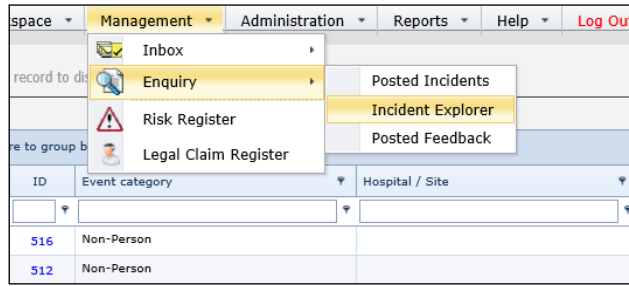 space Management Administration Reports Help Log Out
Inbox
record to dis
Enquiry
Posted Incidents
Incident Explorer
Risk Register
Posted Feedback
re to group b
Legal Claim Register
ID Event category Hospital / Site
516 Non-Person
512 Non-Person